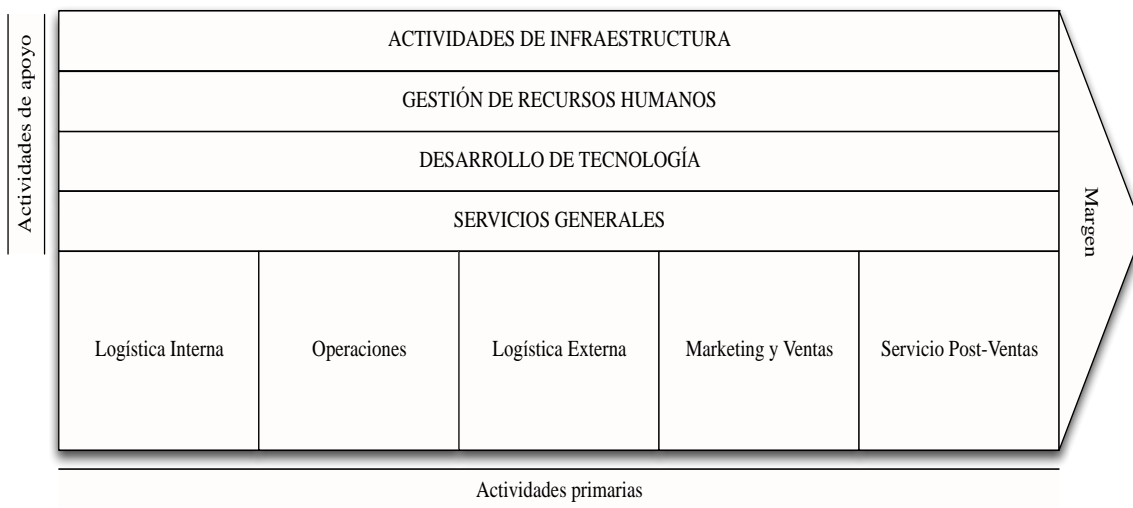 Actividades de apoyo
ACTIVIDADES DE INFRAESTRUCTURA
GESTIÓN DE RECURSOS HUMANOS
DESARROLLO DE TECNOLOGÍA
SERVICIOS GENERALES
Margen
Logística Interna
Operaciones
Logística Externa
Marketing y Ventas
Servicio Post-Ventas
Actividades primarias